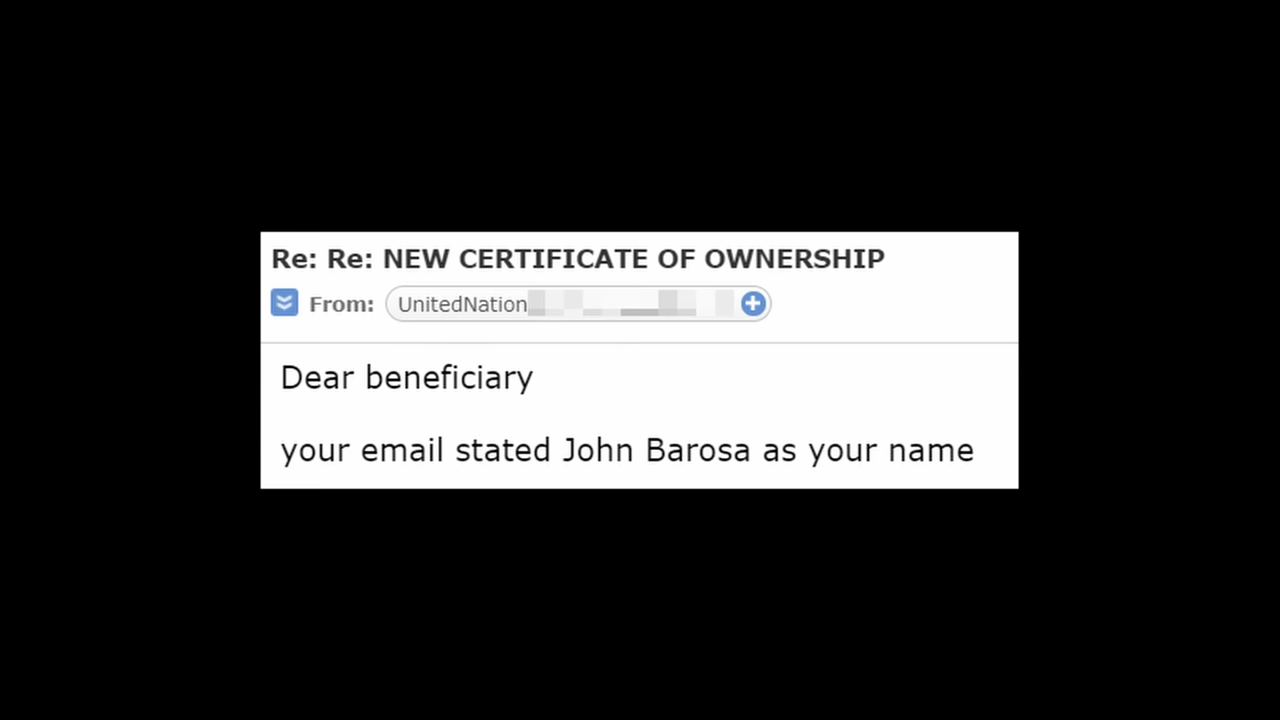 Re: Re: NEW CERTIFICATE OF OWNERSHIP
From: UnitedNation
Dear beneficiary
your email stated John Barosa as your name